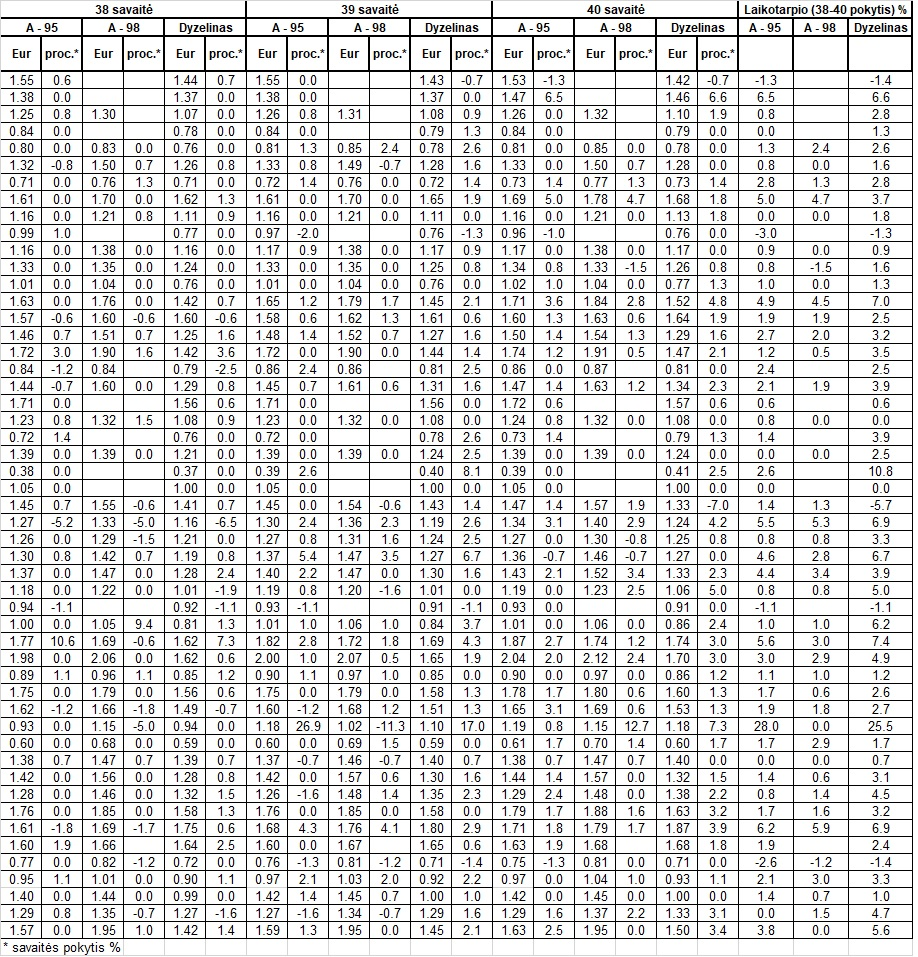 38 savaitė 39 savaitė 40 savaitė Laikotarpio (38-40 pokytis) %
A - 95 A - 98 Dyzelinas A - 95 A - 98 Dyzelinas A - 95 A - 98 Dyzelinas A - 95 A - 98 Dyzelinas
Eur proc.* Eur proc.* Eur proc.* Eur proc.* Eur proc.* Eur proc.* Eur proc.* Eur proc.* Eur proc.*
1.55 0.6 1.44 0.7 1.55 0.0 1.43 -0.7 1.53 -1.3 1.42 -0.7 -1.3 -1.4
1.38 0.0 1.37 0.0 1.38 0.0 1.37 0.0 1.47 6.5 1.46 6.6 6.5 6.6
1.25 0.8 1.30 1.07 0.0 1.26 0.8 1.31 1.08 0.9 1.26 0.0 1.32 1.10 1.9 0.8 2.8
0.84 0.0 0.78 0.0 0.84 0.0 0.79 1.3 0.84 0.0 0.79 0.0 0.0 1.3
0.80 0.0 0.83 0.0 0.76 0.0 0.81 1.3 0.85 2.4 0.78 2.6 0.81 0.0 0.85 0.0 0.78 0.0 1.3 2.4 2.6
1.32 -0.8 1.50 0.7 1.26 0.8 1.33 0.8 1.49 -0.7 1.28 1.6 1.33 0.0 1.50 0.7 1.28 0.0 0.8 0.0 1.6
0.71 0.0 0.76 1.3 0.71 0.0 0.72 1.4 0.76 0.0 0.72 1.4 0.73 1.4 0.77 1.3 0.73 1.4 2.8 1.3 2.8
1.61 0.0 1.70 0.0 1.62 1.3 1.61 0.0 1.70 0.0 1.65 1.9 1.69 5.0 1.78 4.7 1.68 1.8 5.0 4.7 3.7
1.16 0.0 1.21 0.8 1.11 0.9 1.16 0.0 1.21 0.0 1.11 0.0 1.16 0.0 1.21 0.0 1.13 1.8 0.0 0.0 1.8
0.99 1.0 0.77 0.0 0.97 -2.0 0.76 -1.3 0.96 -1.0 0.76 0.0 -3.0 -1.3
1.16 0.0 1.38 0.0 1.16 0.0 1.17 0.9 1.38 0.0 1.17 0.9 1.17 0.0 1.38 0.0 1.17 0.0 0.9 0.0 0.9
1.33 0.0 1.35 0.0 1.24 0.0 1.33 0.0 1.35 0.0 1.25 0.8 1.34 0.8 1.33 -1.5 1.26 0.8 0.8 -1.5 1.6
1.01 0.0 1.04 0.0 0.76 0.0 1.01 0.0 1.04 0.0 0.76 0.0 1.02 1.0 1.04 0.0 0.77 1.3 1.0 0.0 1.3
1.63 0.0 1.76 0.0 1.42 0.7 1.65 1.2 1.79 1.7 1.45 2.1 1.71 3.6 1.84 2.8 1.52 4.8 4.9 4.5 7.0
1.57 -0.6 1.60 -0.6 1.60 -0.6 1.58 0.6 1.62 1.3 1.61 0.6 1.60 1.3 1.63 0.6 1.64 1.9 1.9 1.9 2.5
1.46 0.7 1.51 0.7 1.25 1.6 1.48 1.4 1.52 0.7 1.27 1.6 1.50 1.4 1.54 1.3 1.29 1.6 2.7 2.0 3.2
1.72 3.0 1.90 1.6 1.42 3.6 1.72 0.0 1.90 0.0 1.44 1.4 1.74 1.2 1.91 0.5 1.47 2.1 1.2 0.5 3.5
0.84 -1.2 0.84 0.79 -2.5 0.86 2.4 0.86 0.81 2.5 0.86 0.0 0.87 0.81 0.0 2.4 2.5
1.44 -0.7 1.60 0.0 1.29 0.8 1.45 0.7 1.61 0.6 1.31 1.6 1.47 1.4 1.63 1.2 1.34 2.3 2.1 1.9 3.9
1.71 0.0 1.56 0.6 1.71 0.0 1.56 0.0 1.72 0.6 1.57 0.6 0.6 0.6
1.23 0.8 1.32 1.5 1.08 0.9 1.23 0.0 1.32 0.0 1.08 0.0 1.24 0.8 1.32 0.0 1.08 0.0 0.8 0.0 0.0
0.72 1.4 0.76 0.0 0.72 0.0 0.78 2.6 0.73 1.4 0.79 1.3 1.4 3.9
1.39 0.0 1.39 0.0 1.21 0.0 1.39 0.0 1.39 0.0 1.24 2.5 1.39 0.0 1.39 0.0 1.24 0.0 0.0 0.0 2.5
0.38 0.0 0.37 0.0 0.39 2.6 0.40 8.1 0.39 0.0 0.41 2.5 2.6 10.8
1.05 0.0 1.00 0.0 1.05 0.0 1.00 0.0 1.05 0.0 1.00 0.0 0.0 0.0
1.45 0.7 1.55 -0.6 1.41 0.7 1.45 0.0 1.54 -0.6 1.43 1.4 1.47 1.4 1.57 1.9 1.33 -7.0 1.4 1.3 -5.7
1.27 -5.2 1.33 -5.0 1.16 -6.5 1.30 2.4 1.36 2.3 1.19 2.6 1.34 3.1 1.40 2.9 1.24 4.2 5.5 5.3 6.9
1.26 0.0 1.29 -1.5 1.21 0.0 1.27 0.8 1.31 1.6 1.24 2.5 1.27 0.0 1.30 -0.8 1.25 0.8 0.8 0.8 3.3
1.30 0.8 1.42 0.7 1.19 0.8 1.37 5.4 1.47 3.5 1.27 6.7 1.36 -0.7 1.46 -0.7 1.27 0.0 4.6 2.8 6.7
1.37 0.0 1.47 0.0 1.28 2.4 1.40 2.2 1.47 0.0 1.30 1.6 1.43 2.1 1.52 3.4 1.33 2.3 4.4 3.4 3.9
1.18 0.0 1.22 0.0 1.01 -1.9 1.19 0.8 1.20 -1.6 1.01 0.0 1.19 0.0 1.23 2.5 1.06 5.0 0.8 0.8 5.0
0.94 -1.1 0.92 -1.1 0.93 -1.1 0.91 -1.1 0.93 0.0 0.91 0.0 -1.1 -1.1
1.00 0.0 1.05 9.4 0.81 1.3 1.01 1.0 1.06 1.0 0.84 3.7 1.01 0.0 1.06 0.0 0.86 2.4 1.0 1.0 6.2
1.77 10.6 1.69 -0.6 1.62 7.3 1.82 2.8 1.72 1.8 1.69 4.3 1.87 2.7 1.74 1.2 1.74 3.0 5.6 3.0 7.4
1.98 0.0 2.06 0.0 1.62 0.6 2.00 1.0 2.07 0.5 1.65 1.9 2.04 2.0 2.12 2.4 1.70 3.0 3.0 2.9 4.9
0.89 1.1 0.96 1.1 0.85 1.2 0.90 1.1 0.97 1.0 0.85 0.0 0.90 0.0 0.97 0.0 0.86 1.2 1.1 1.0 1.2
1.75 0.0 1.79 0.0 1.56 0.6 1.75 0.0 1.79 0.0 1.58 1.3 1.78 1.7 1.80 0.6 1.60 1.3 1.7 0.6 2.6
1.62 -1.2 1.66 -1.8 1.49 -0.7 1.60 -1.2 1.68 1.2 1.51 1.3 1.65 3.1 1.69 0.6 1.53 1.3 1.9 1.8 2.7
0.93 0.0 1.15 -5.0 0.94 0.0 1.18 26.9 1.02 -11.3 1.10 17.0 1.19 0.8 1.15 12.7 1.18 7.3 28.0 0.0 25.5
0.60 0.0 0.68 0.0 0.59 0.0 0.60 0.0 0.69 1.5 0.59 0.0 0.61 1.7 0.70 1.4 0.60 1.7 1.7 2.9 1.7
1.38 0.7 1.47 0.7 1.39 0.7 1.37 -0.7 1.46 -0.7 1.40 0.7 1.38 0.7 1.47 0.7 1.40 0.0 0.0 0.0 0.7
1.42 0.0 1.56 0.0 1.28 0.8 1.42 0.0 1.57 0.6 1.30 1.6 1.44 1.4 1.57 0.0 1.32 1.5 1.4 0.6 3.1
1.28 0.0 1.46 0.0 1.32 1.5 1.26 -1.6 1.48 1.4 1.35 2.3 1.29 2.4 1.48 0.0 1.38 2.2 0.8 1.4 4.5
1.76 0.0 1.85 0.0 1.58 1.3 1.76 0.0 1.85 0.0 1.58 0.0 1.79 1.7 1.88 1.6 1.63 3.2 1.7 1.6 3.2
1.61 -1.8 1.69 -1.7 1.75 0.6 1.68 4.3 1.76 4.1 1.80 2.9 1.71 1.8 1.79 1.7 1.87 3.9 6.2 5.9 6.9
1.60 1.9 1.66 1.64 2.5 1.60 0.0 1.67 1.65 0.6 1.63 1.9 1.68 1.68 1.8 1.9 2.4
0.77 0.0 0.82 -1.2 0.72 0.0 0.76 -1.3 0.81 -1.2 0.71 -1.4 0.75 -1.3 0.81 0.0 0.71 0.0 -2.6 -1.2 -1.4
0.95 1.1 1.01 0.0 0.90 1.1 0.97 2.1 1.03 2.0 0.92 2.2 0.97 0.0 1.04 1.0 0.93 1.1 2.1 3.0 3.3
1.40 0.0 1.44 0.0 0.99 0.0 1.42 1.4 1.45 0.7 1.00 1.0 1.42 0.0 1.45 0.0 1.00 0.0 1.4 0.7 1.0
1.29 0.8 1.35 -0.7 1.27 -1.6 1.27 -1.6 1.34 -0.7 1.29 1.6 1.29 1.6 1.37 2.2 1.33 3.1 0.0 1.5 4.7
1.57 0.0 1.95 1.0 1.42 1.4 1.59 1.3 1.95 0.0 1.45 2.1 1.63 2.5 1.95 0.0 1.50 3.4 3.8 0.0 5.6
* savaitės pokytis %